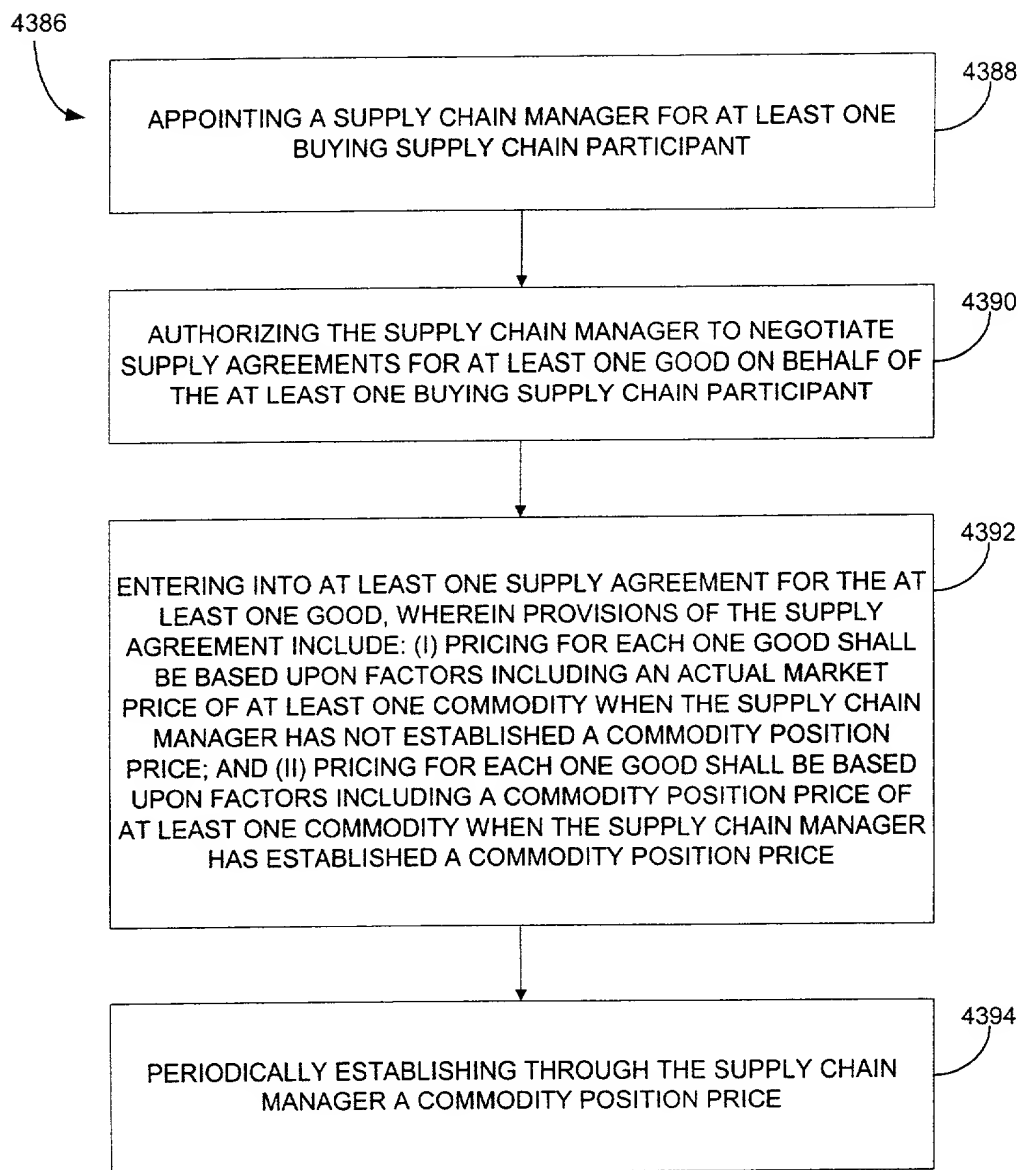 4386
4388
APPOINTING A SUPPLY CHAIN MANAGER FOR AT LEAST ONE
BUYING SUPPLY CHAIN PARTICIPANT
4390
AUTHORIZING THE SUPPLY CHAIN MANAGER TO NEGOTIATE
SUPPLY AGREEMENTS FOR AT LEAST ONE GOOD ON BEHALF OF
THE AT LEAST ONE BUYING SUPPLY CHAIN PARTICIPANT
4392
ENTERING INTO AT LEAST ONE SUPPLY AGREEMENT FOR THE AT
LEAST ONE GOOD, WHEREIN PROVISIONS OF THE SUPPLY
AGREEMENT INCLUDE: (I) PRICING FOR EACH ONE GOOD SHALL
BE BASED UPON FACTORS INCLUDING AN ACTUAL MARKET
PRICE OF AT LEAST ONE COMMODITY WHEN THE SUPPLY CHAIN
MANAGER HAS NOT ESTABLISHED A COMMODITY POSITION
PRICE; AND (II) PRICING FOR EACH ONE GOOD SHALL BE BASED
UPON FACTORS INCLUDING A COMMODITY POSITION PRICE OF
AT LEAST ONE COMMODITY WHEN THE SUPPLY CHAIN MANAGER
HAS ESTABLISHED A COMMODITY POSITION PRICE
4394
PERIODICALLY ESTABLISHING THROUGH THE SUPPLY CHAIN
MANAGER A COMMODITY POSITION PRICE